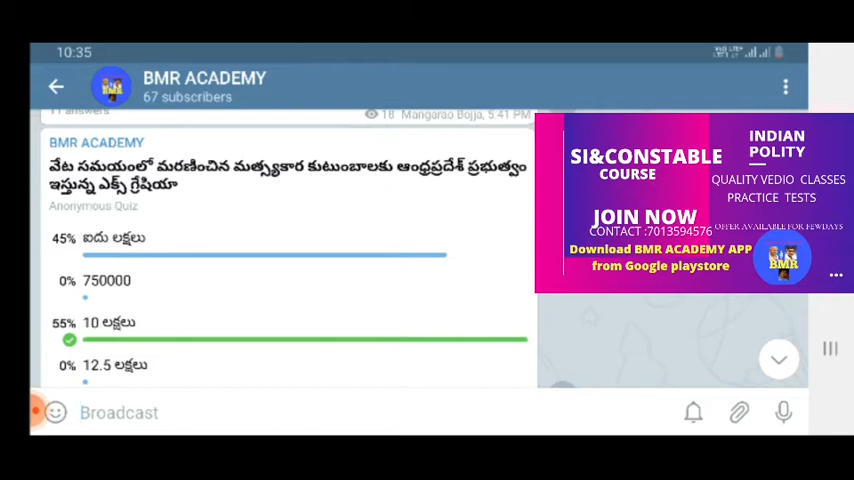 10:35
BMR ACADEMY
67 subscribers
11 answers
18 Mangarao Bojja, 5:41 PM
BMR ACADEMY
వేట సమయంలో మరణించిన మత్స్యకార కుటుంబాలకు ఆంధ్రప్రదేశ్ ప్రభుత్వం
ఇస్తున్న ఎక్స్ గ్రేషియా
Anonymous Quiz
45% ఐదు లక్షలు
0% 750000
55% 10 లక్షలు
0% 12.5 లక్షలు
Broadcast
SI&CONSTABLE
COURSE
JOIN NOW
CONTACT :7013594576
Download BMR ACADEMY APP
from Google playstore
INDIAN
POLITY
QUALITY VEDIO CLASSES
PRACTICE TESTS
OFFER AVAILABLE FOR FEWDAYS
BMR